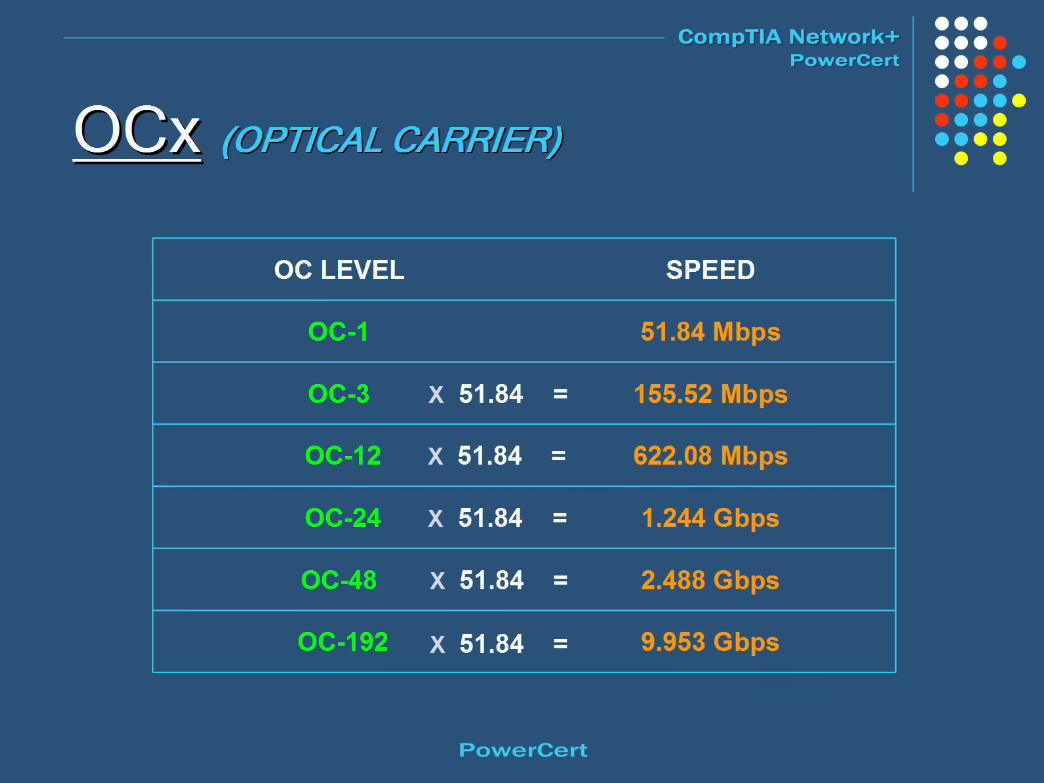 CompTIA Network+
PowerCert
OCx (OPTICAL CARRIER)
OC LEVEL SPEED
OC-1 51.84 Mbps
OC-3 X 51.84 = 155.52 Mbps
OC-12 X 51.84 = 622.08 Mbps
OC-24 X 51.84 = 1.244 Gbps
OC-48 X 51.84 = 2.488 Gbps
OC-192 X 51.84 = 9.953 Gbps
PowerCert